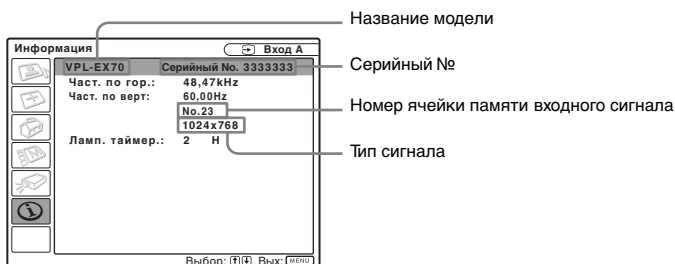 Название модели
Информация Вход А
VPL-EX70 Серийный No. 3333333
Серийный №
Част. по гор.: 48,47kHz
Част. по верт: 60,00Hz
No.23
Номер ячейки памяти входного сигнала
1024x768
Ламп. таймер.: 2 H
Тип сигнала
Выбор: Вых: MENU